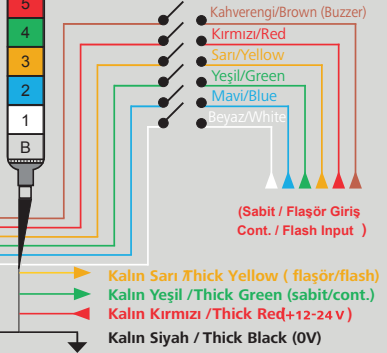 5
4
3
2
1
B
Kahverengi/Brown (Buzzer)
Kırmızı/Red
Sarı/Yellow
Yeşil/Green
Mavi/Blue
Beyaz/White
(Sabit / Flaşör Giriş
Cont. / Flash Input )
Kalın Sarı /Thick Yellow ( flaşör/flash)
Kalın Yeşil /Thick Green (sabit/cont.)
Kalın Kırmızı /Thick Red(+12-24 V )
Kalın Siyah / Thick Black (0V)